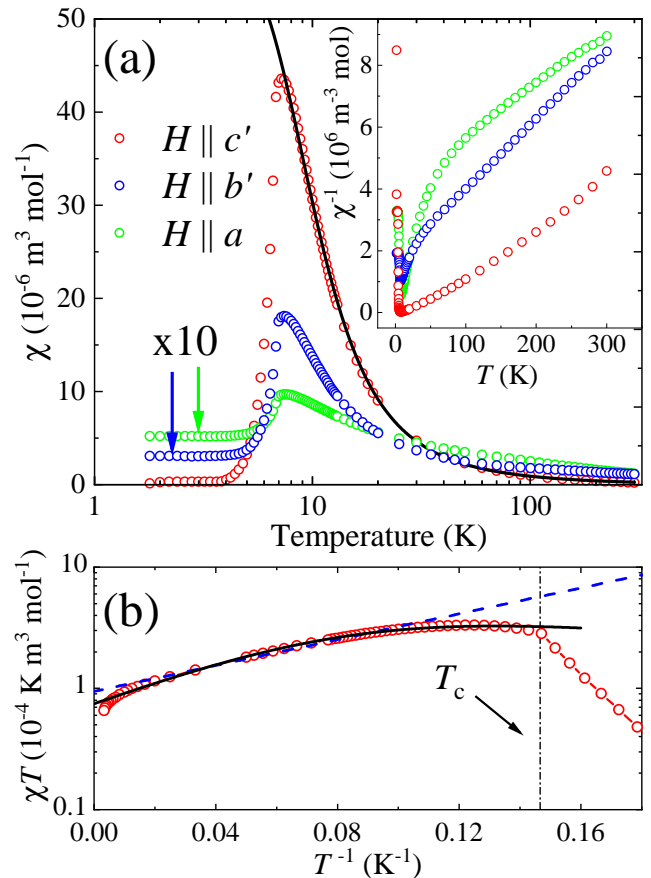 (a)
H || c'
H || b'
H || a
x10
50
40
30
20
10
0
χ (10⁻⁶ m³ mol⁻¹)
1
10
100
Temperature (K)
8
6
4
2
0
χ⁻¹ (10⁶ m⁻³ mol)
0
100
200
300
T (K)
(b)
10
1
0.1
χT (10⁻⁴ K m³ mol⁻¹)
T_c
0.00
0.04
0.08
0.12
0.16
T⁻¹ (K⁻¹)